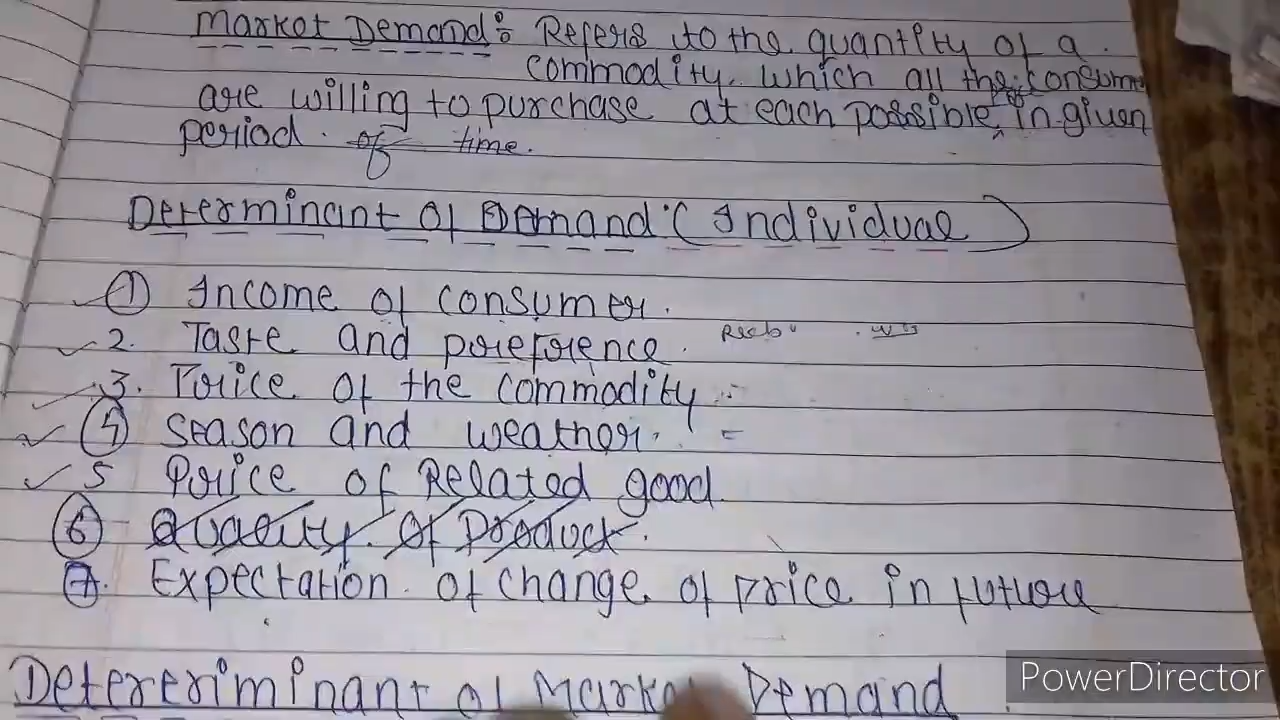 Market Demand: Refers to the quantity of a
commodity which all the consum
are willing to purchase at each possible in given
period of time.
Determinant of Demand (Individual)
① Income of consumer.
2. Taste and preference.
3. Price of the commodity
④ Season and weather.
5 Price of Related good
⑥ Quality of Product.
7. Expectation of change of price in future
Detereriminant of Marke Demand
PowerDirector